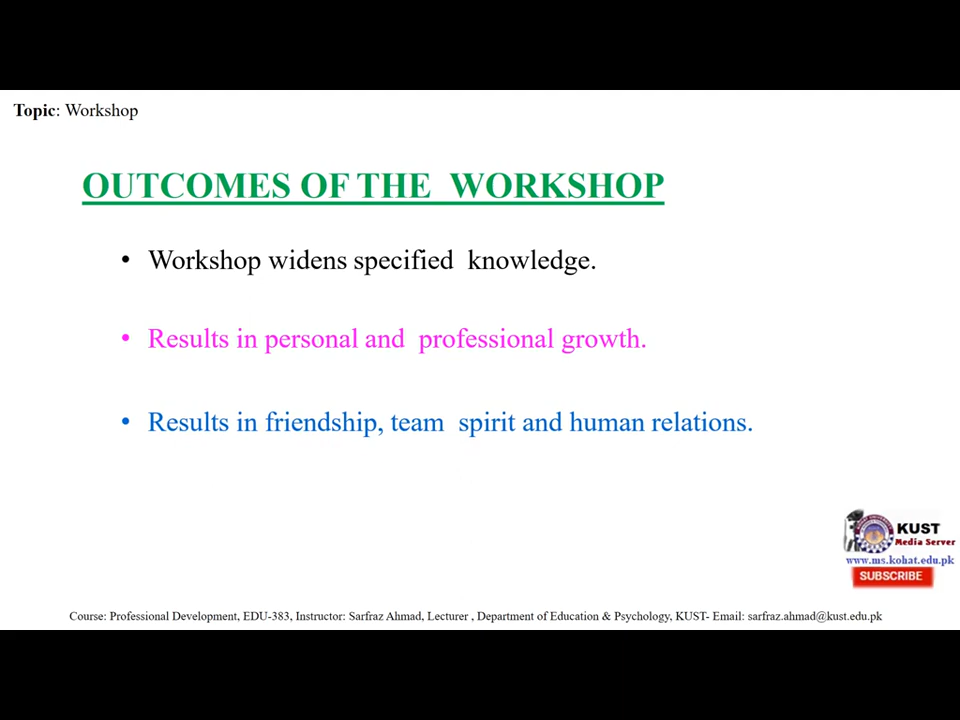 Topic: Workshop
OUTCOMES OF THE WORKSHOP
• Workshop widens specified knowledge.
• Results in personal and professional growth.
• Results in friendship, team spirit and human relations.
KUST
Media Server
www.ms.kohat.edu.pk
SUBSCRIBE
Course: Professional Development, EDU-383, Instructor: Sarfraz Ahmad, Lecturer , Department of Education & Psychology, KUST- Email: sarfraz.ahmad@kust.edu.pk